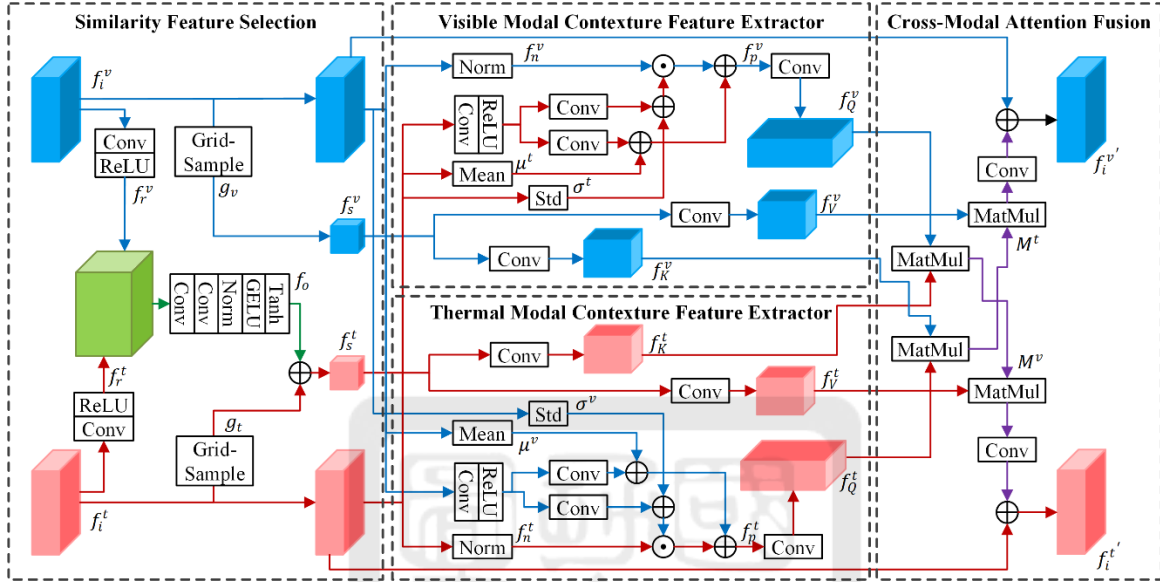 Similarity Feature Selection
Visible Modal Contexture Feature Extractor
Cross-Modal Attention Fusion
f_i^v
Conv
ReLU
f_r^v
Grid-
Sample
g_v
f_s^v
Conv
Conv
Norm
GELU
Tanh
f_o
f_s^t
f_r^t
ReLU
Conv
g_t
Grid-
Sample
f_i^t
Norm
f_n^v
f_p^v
Conv
f_Q^v
Conv
ReLU
Conv
Conv
Mean
μ^t
Std
σ^t
Conv
f_V^v
Conv
f_K^v
Thermal Modal Contexture Feature Extractor
Conv
f_K^t
Conv
f_V^t
Std
σ^v
Mean
μ^v
Conv
ReLU
Conv
Conv
f_Q^t
Norm
f_n^t
f_p^t
Conv
f_i^v'
Conv
MatMul
M^t
MatMul
MatMul
M^v
MatMul
Conv
f_i^t'